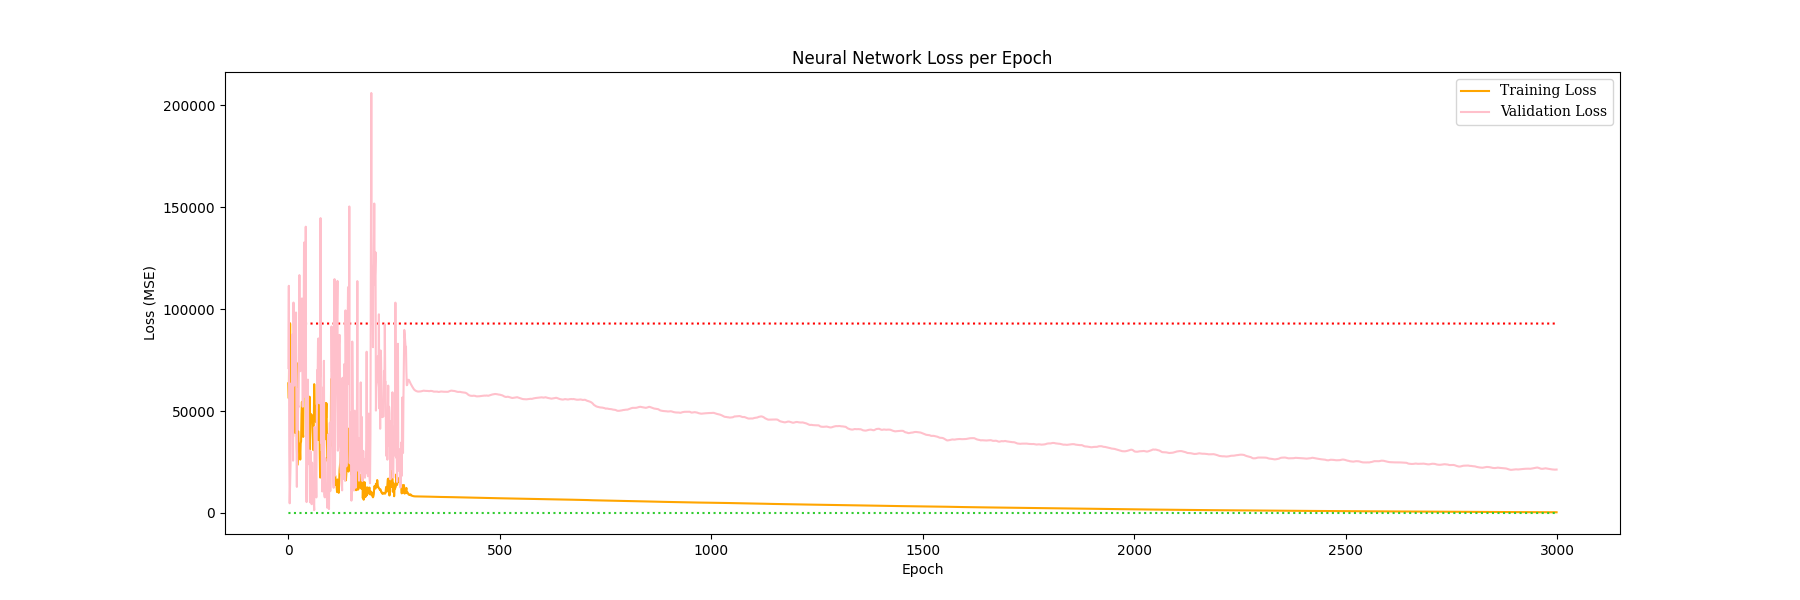 Neural Network Loss per Epoch
Training Loss
Validation Loss
200000
150000
100000
50000
0
Loss (MSE)
0 500 1000 1500 2000 2500 3000
Epoch